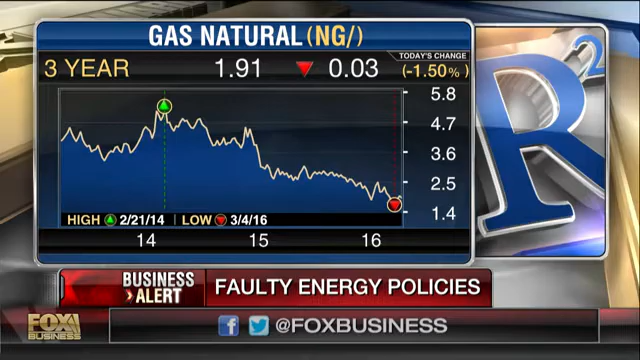 GAS NATURAL (NG/)
3 YEAR 1.91 0.03 TODAY'S CHANGE (-1.50%)
5.8
4.7
3.6
2.5
1.4
HIGH 2/21/14 | LOW 3/4/16
14 15 16
R2
BUSINESS ALERT
FAULTY ENERGY POLICIES
FOX BUSINESS
@FOXBUSINESS